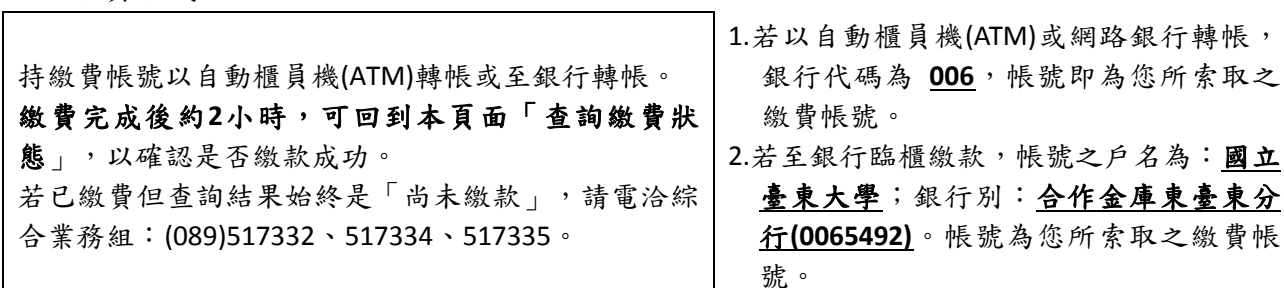 持繳費帳號以自動櫃員機(ATM)轉帳或至銀行轉帳。
繳費完成後約2小時，可回到本頁面「查詢繳費狀
態」，以確認是否繳款成功。
若已繳費但查詢結果始終是「尚未繳款」，請電洽綜
合業務組：(089)517332、517334、517335。
1.若以自動櫃員機(ATM)或網路銀行轉帳，
銀行代碼為 006，帳號即為您所索取之
繳費帳號。
2.若至銀行臨櫃繳款，帳號之戶名為：國立
臺東大學；銀行別：合作金庫東臺東分
行(0065492)。帳號為您所索取之繳費帳
號。